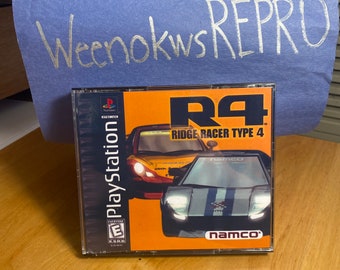 WeenokwsREPRO
R4
RIDGE RACER TYPE 4
PlayStation
E
namco